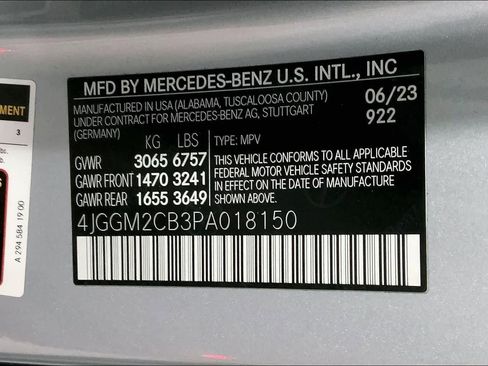 MFD BY MERCEDES-BENZ U.S. INTL., INC
MANUFACTURED IN USA (ALABAMA, TUSCALOOSA COUNTY)
UNDER CONTRACT FOR MERCEDES-BENZ AG, STUTTGART
(GERMANY)
06/23
922
KG LBS
TYPE: MPV
GVWR 3065 6757
GAWR FRONT 1470 3241
GAWR REAR 1655 3649
THIS VEHICLE CONFORMS TO ALL APPLICABLE
FEDERAL MOTOR VEHICLE SAFETY STANDARDS
IN EFFECT ON THE DATE OF MANUFACTURE
SHOWN ABOVE.
4JGGM2CB3PA018150
3
A 294 584 19 00